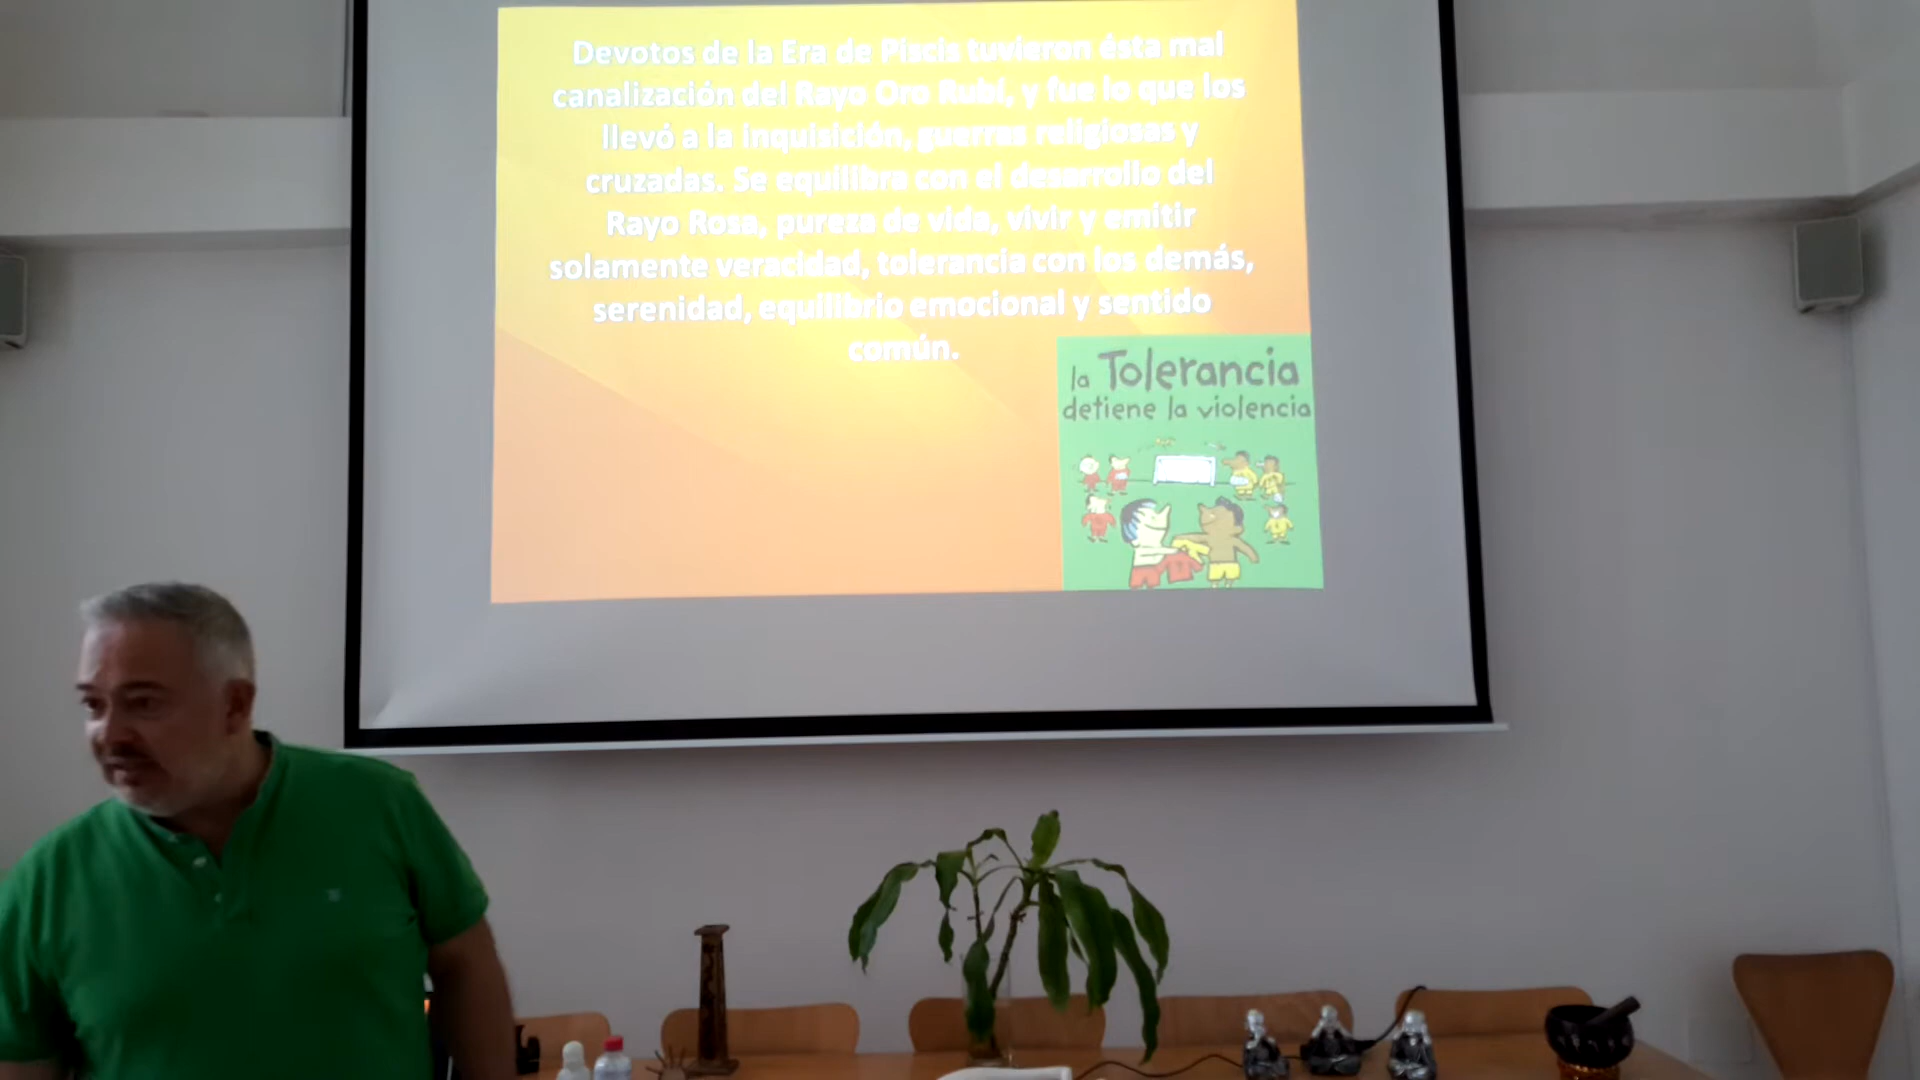 Devotos de la Era de Piscis tuvieron ésta mal
canalización del Rayo Oro Rubí, y fue lo que los
llevó a la inquisición, guerras religiosas y
cruzadas. Se equilibra con el desarrollo del
Rayo Rosa, pureza de vida, vivir y emitir
solamente veracidad, tolerancia con los demás,
serenidad, equilibrio emocional y sentido
común.
la Tolerancia
detiene la violencia